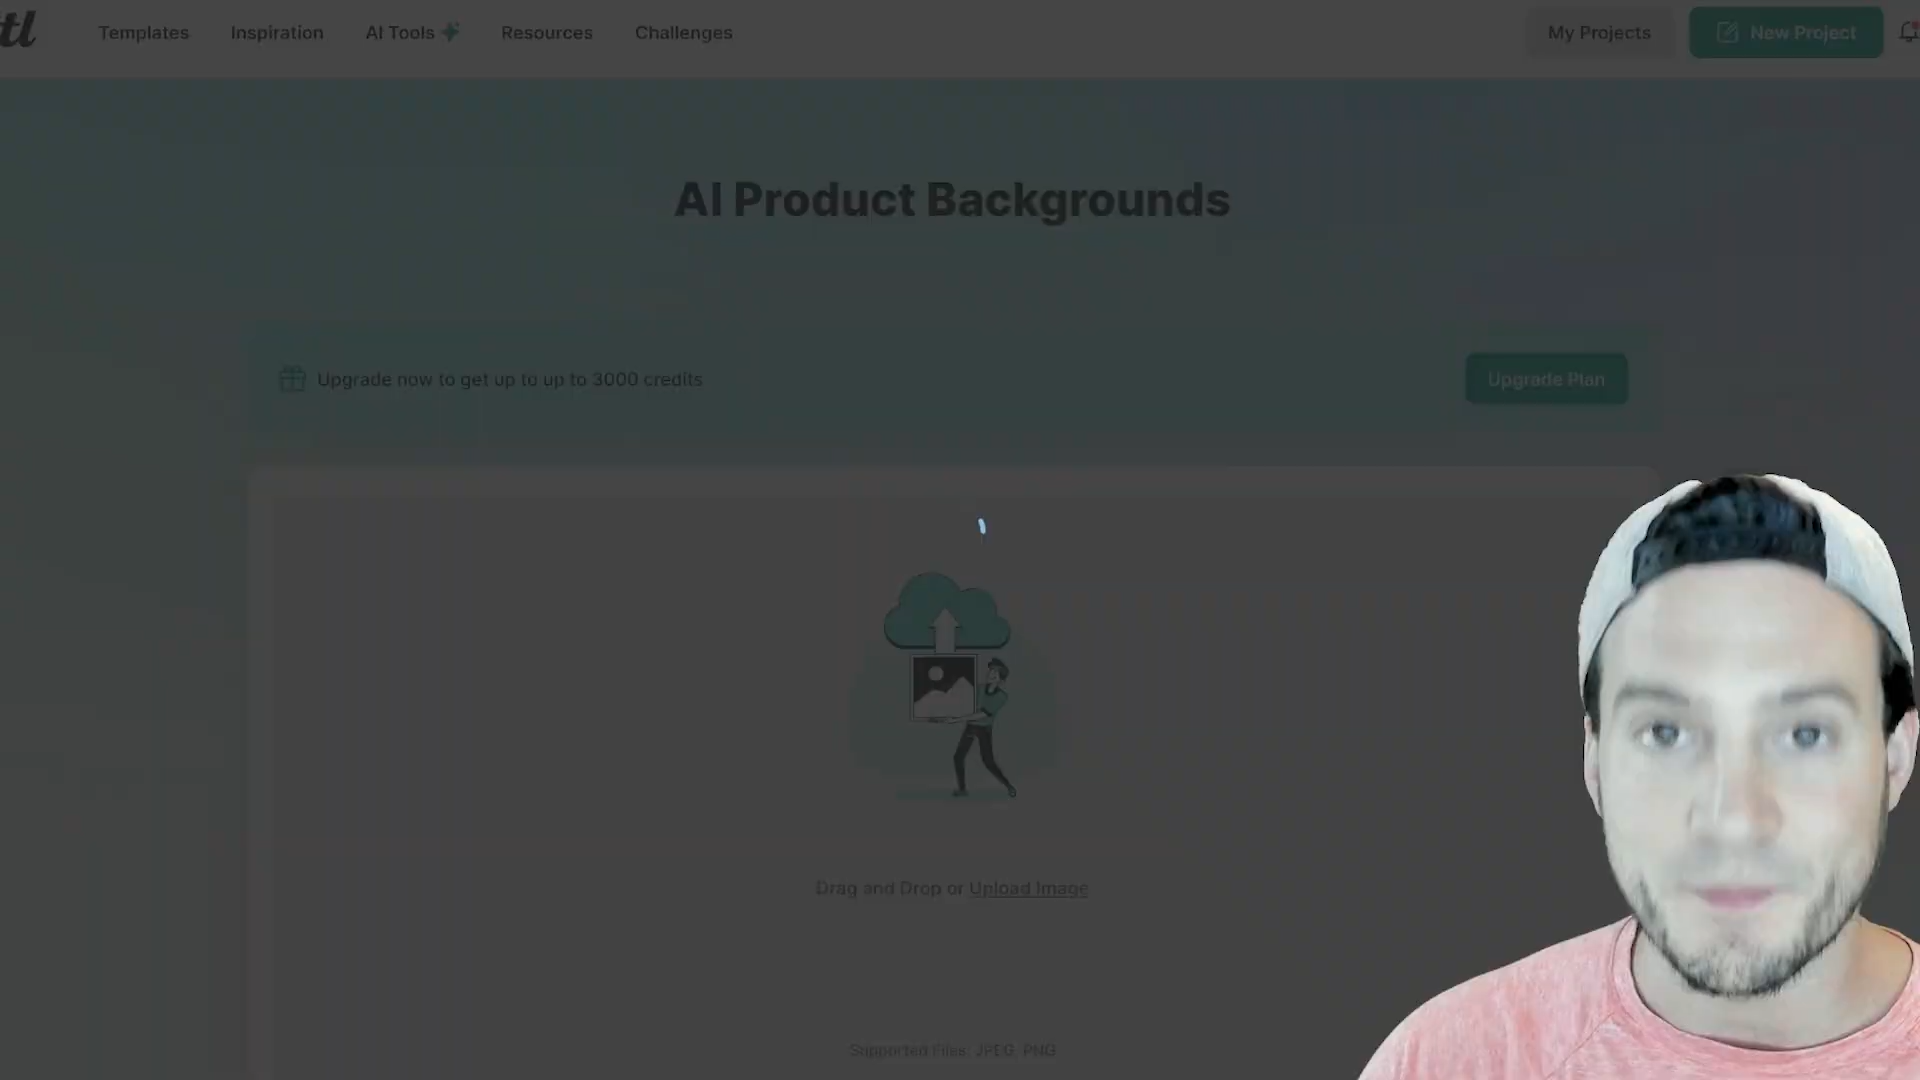 tl
Templates
Inspiration
AI Tools
Resources
Challenges
My Projects
New Project
AI Product Backgrounds
Upgrade now to get up to up to 3000 credits
Upgrade Plan
Drag and Drop or Upload Image
Supported Files: JPEG, PNG